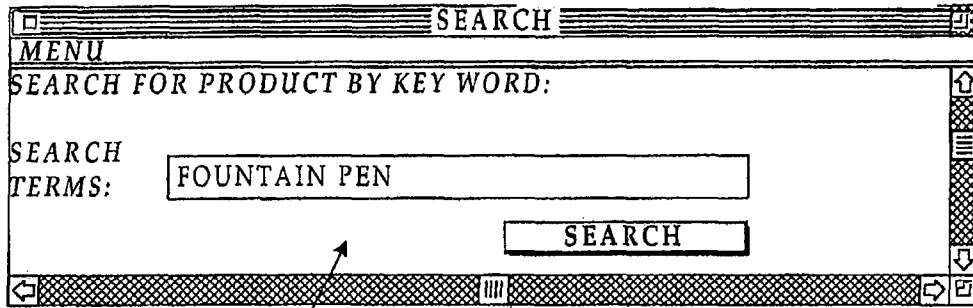 SEARCH
MENU
SEARCH FOR PRODUCT BY KEY WORD:
SEARCH
TERMS:
FOUNTAIN PEN
SEARCH